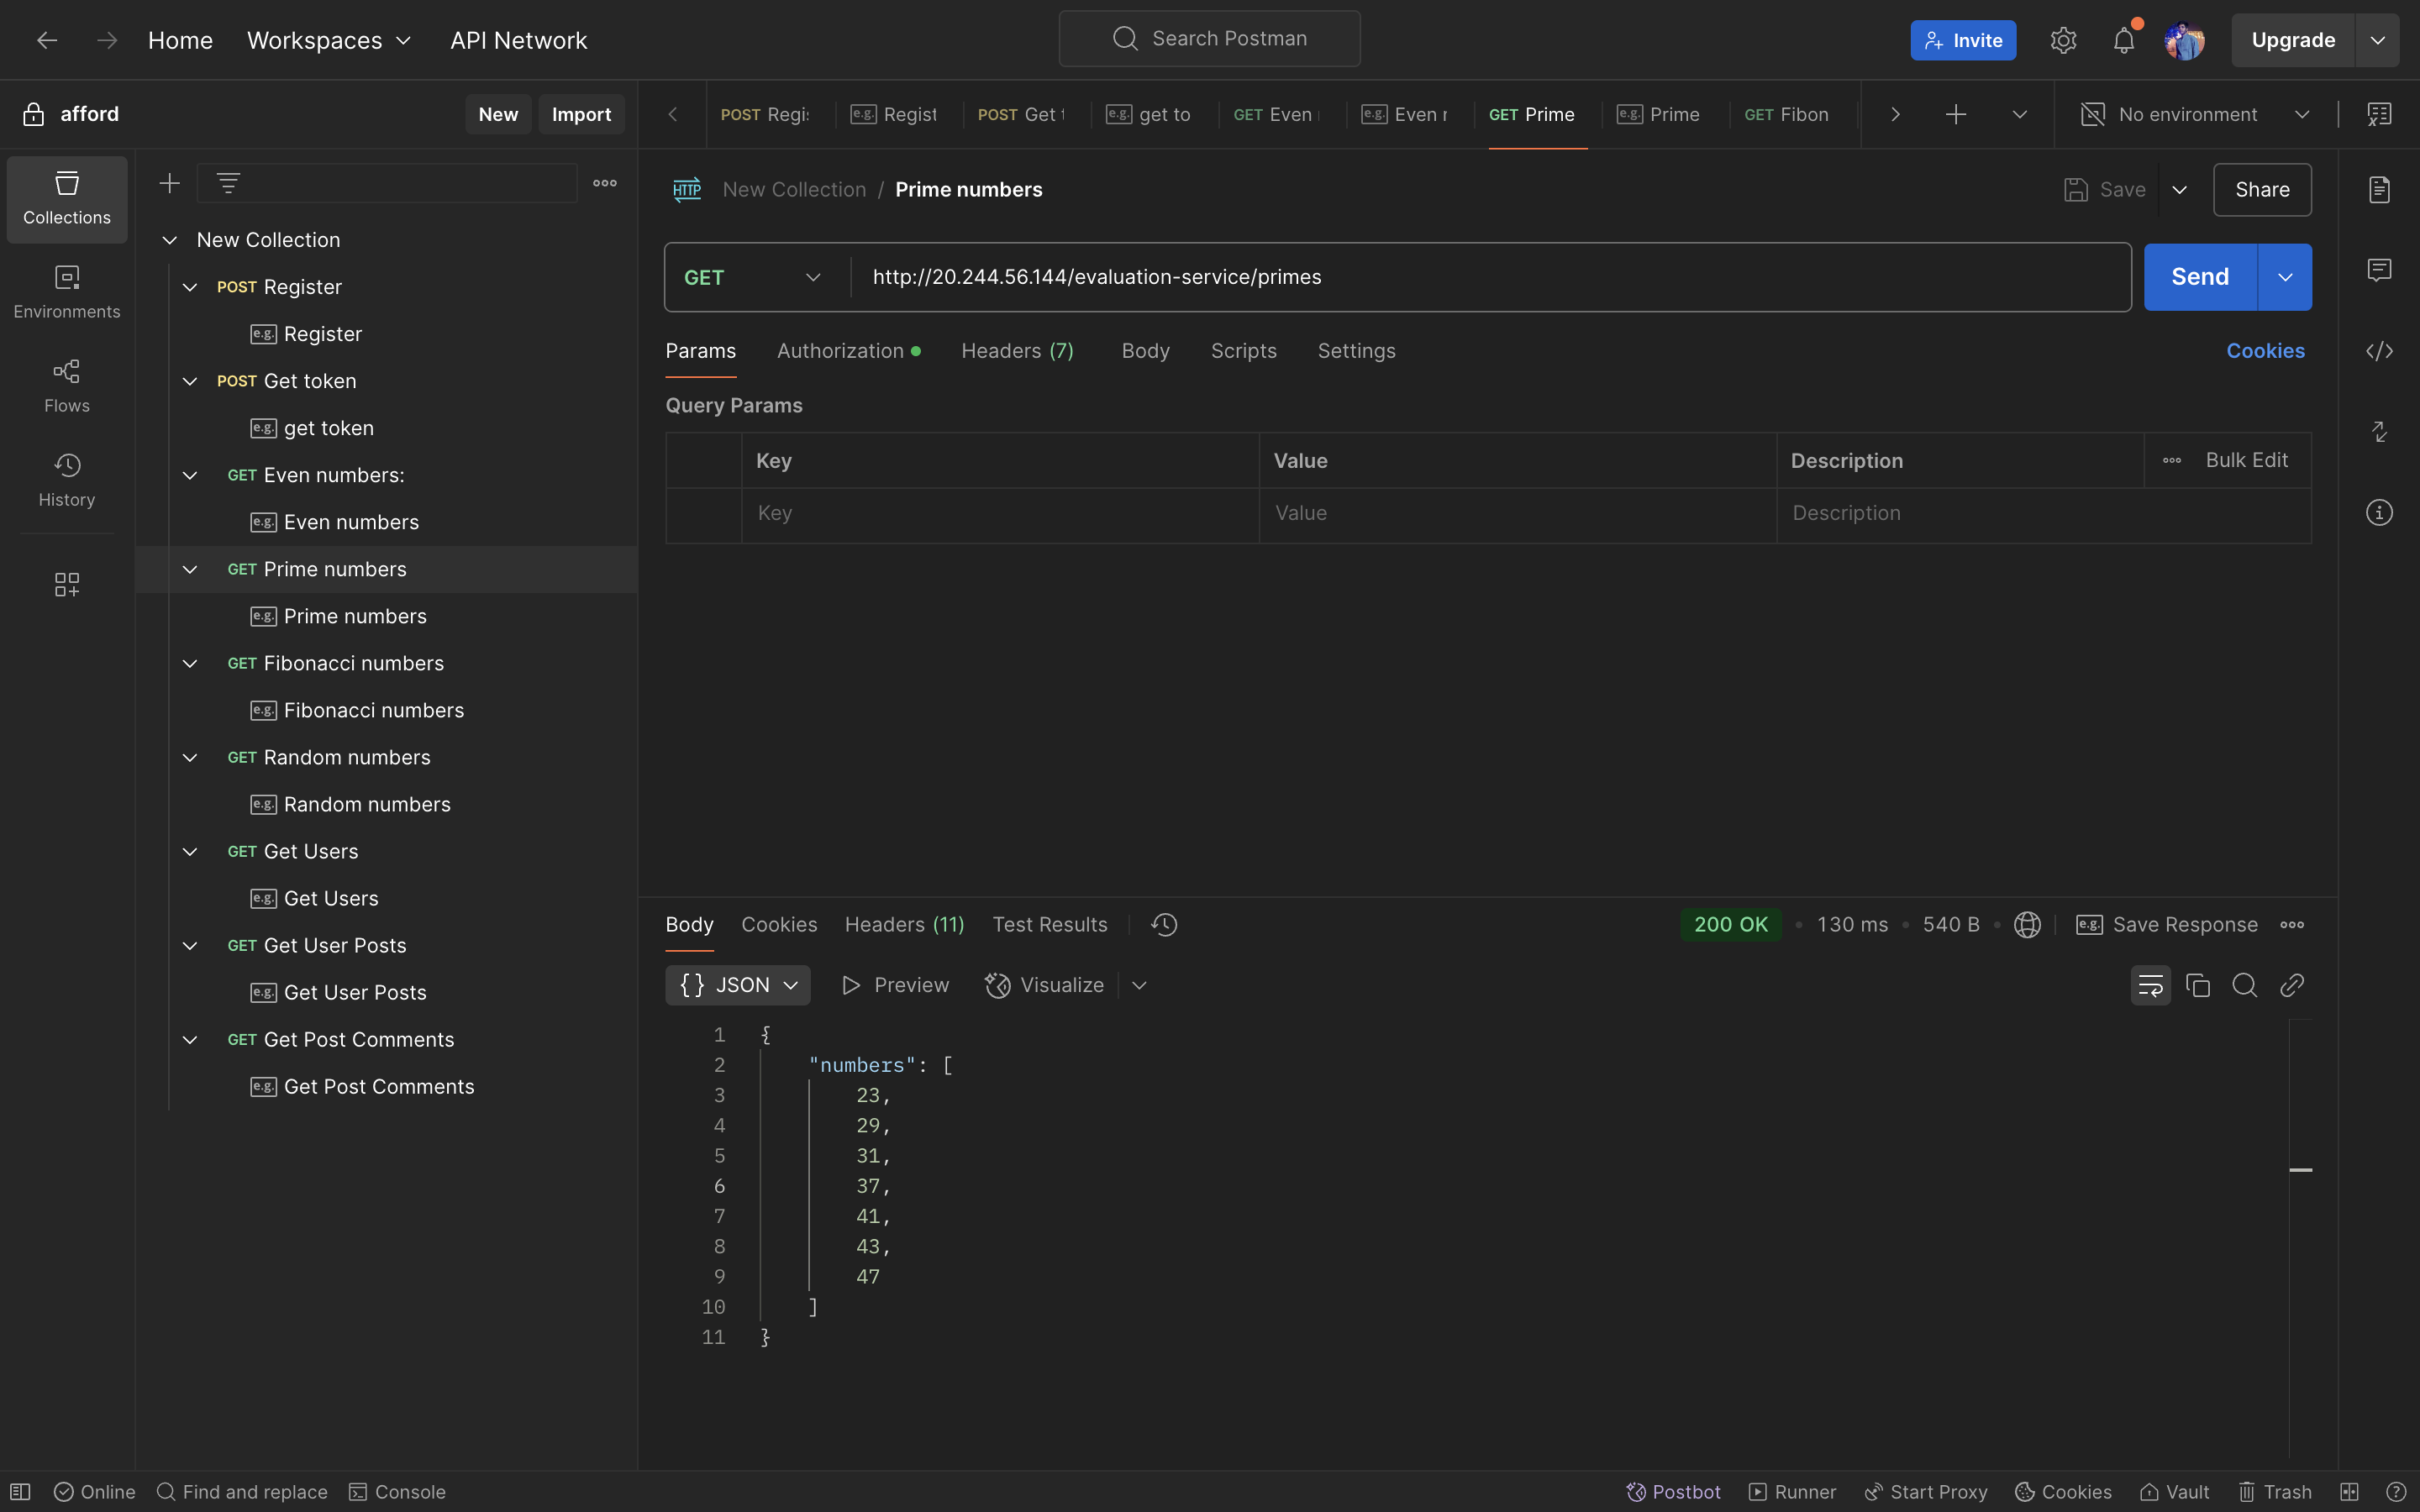 Home Workspaces API Network Search Postman Invite Upgrade
afford New Import
POST Regi POST
e.g. Regist
POST Get
e.g. get to
GET Even
e.g. Even
GET Prime
e.g. Prime
GET Fibon
No environment
Collections
Environments
Flows
History
New Collection
POST Register
e.g. Register
POST Get token
e.g. get token
GET Even numbers:
e.g. Even numbers
GET Prime numbers
e.g. Prime numbers
GET Fibonacci numbers
e.g. Fibonacci numbers
GET Random numbers
e.g. Random numbers
GET Get Users
e.g. Get Users
GET Get User Posts
e.g. Get User Posts
GET Get Post Comments
e.g. Get Post Comments
HTTP New Collection / Prime numbers Save Share
GET http://20.244.56.144/evaluation-service/primes Send
Params Authorization Headers (7) Body Scripts Settings Cookies
Query Params
Key Value Description Bulk Edit
Key Value Description
Body Cookies Headers (11) Test Results 200 OK • 130 ms • 540 B • e.g. Save Response
{} JSON Preview Visualize
1 {
2 "numbers": [
3 23,
4 29,
5 31,
6 37,
7 41,
8 43,
9 47
10 ]
11 }
Online Find and replace Console Postbot Runner Start Proxy Cookies Vault Trash